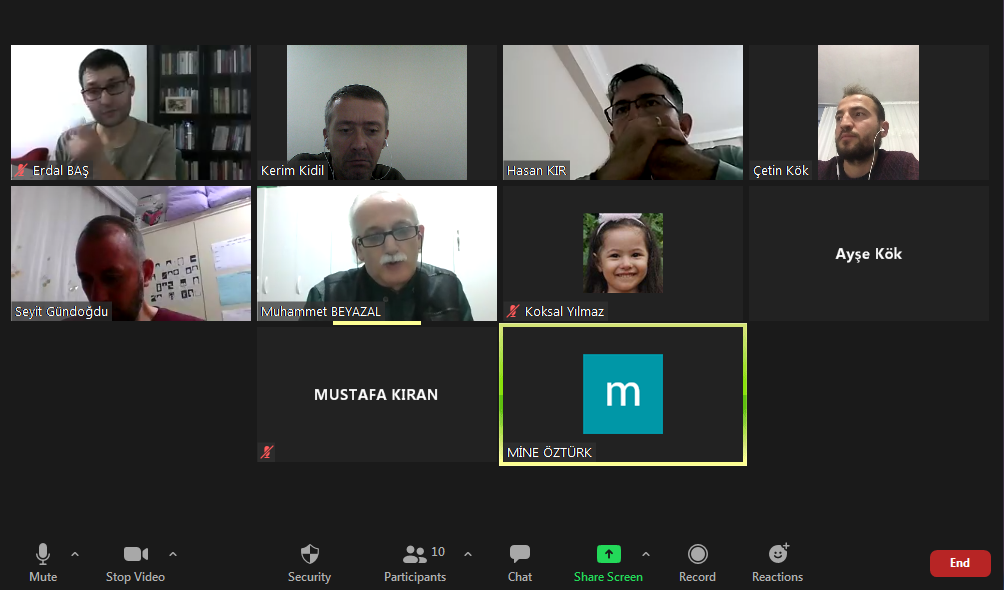 Erdal BAŞ
Kerim Kidil
Hasan KIR
Çetin Kök
Seyit Gündoğdu
Muhammet BEYAZAL
Koksal Yılmaz
Ayşe Kök
MUSTAFA KIRAN
m
MİNE ÖZTÜRK
Mute
Stop Video
Security
10
Participants
Chat
Share Screen
Record
Reactions
End